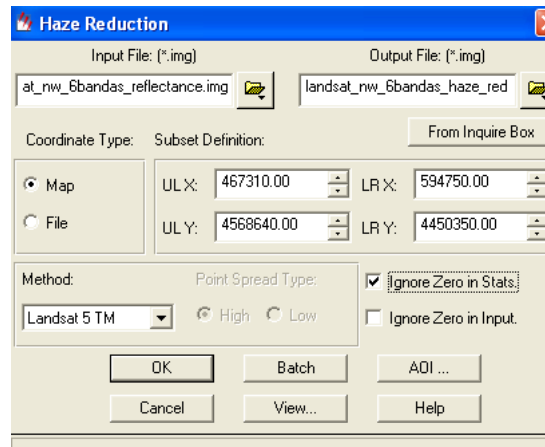 Haze Reduction
Input File: (*.img) Output File: (*.img)
at_nw_6bandas_reflectance.img landsat_nw_6bandas_haze_red
Coordinate Type: Subset Definition: From Inquire Box
Map UL X: 467310.00 LR X: 594750.00
File UL Y: 4568640.00 LR Y: 4450350.00
Method: Point Spread Type: Ignore Zero in Stats.
Landsat 5 TM High Low Ignore Zero in Input.
OK Batch AOI ...
Cancel View... Help